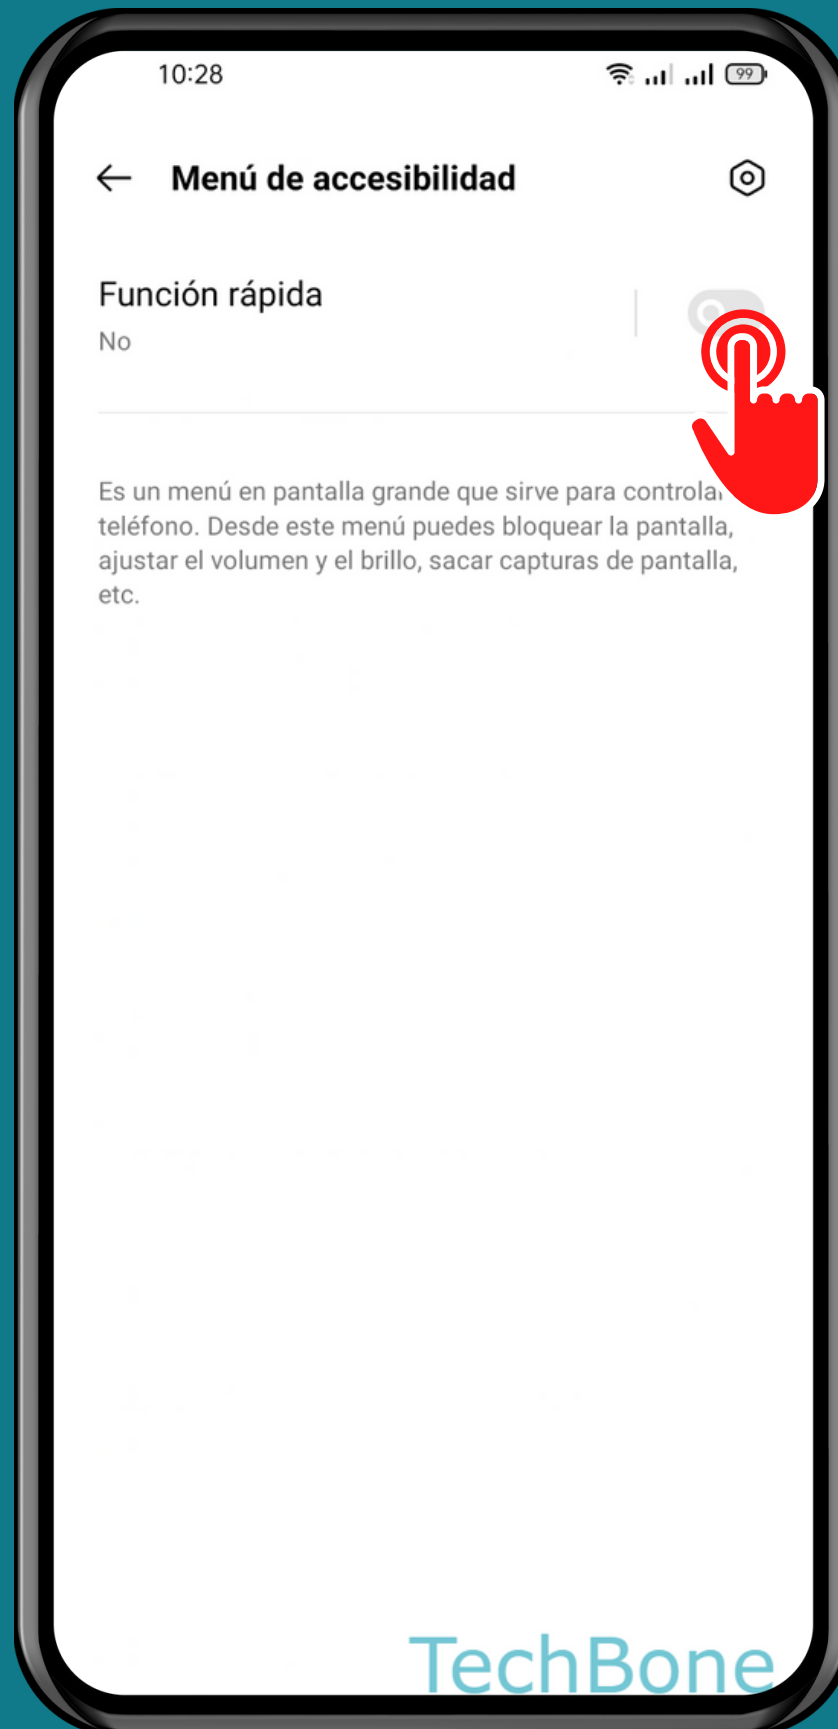 10:28
99
Menú de accesibilidad
Función rápida
No
Es un menú en pantalla grande que sirve para controlar
teléfono. Desde este menú puedes bloquear la pantalla,
ajustar el volumen y el brillo, sacar capturas de pantalla,
etc.
TechBone